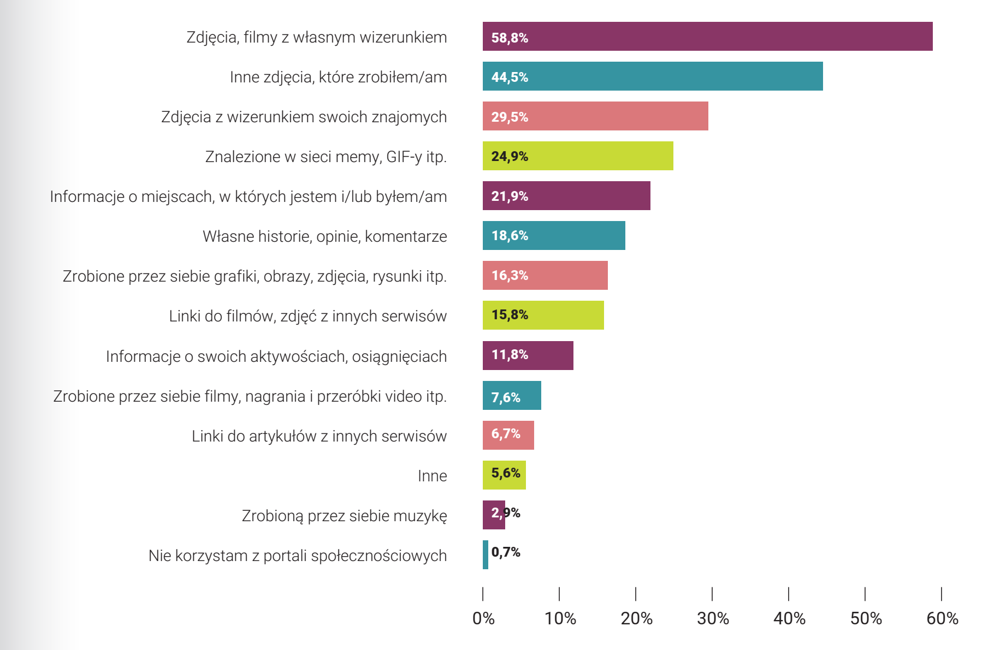 Zdjęcia, filmy z własnym wizerunkiem 58,8%
Inne zdjęcia, które zrobiłem/am 44,5%
Zdjęcia z wizerunkiem swoich znajomych 29,5%
Znalezione w sieci memy, GIF-y itp. 24,9%
Informacje o miejscach, w których jestem i/lub byłem/am 21,9%
Własne historie, opinie, komentarze 18,6%
Zrobione przez siebie grafiki, obrazy, zdjęcia, rysunki itp. 16,3%
Linki do filmów, zdjęć z innych serwisów 15,8%
Informacje o swoich aktywościach, osiągnięciach 11,8%
Zrobione przez siebie filmy, nagrania i przeróbki video itp. 7,6%
Linki do artykułów z innych serwisów 6,7%
Inne 5,6%
Zrobioną przez siebie muzykę 2,9%
Nie korzystam z portali społecznościowych 0,7%
0% 10% 20% 30% 40% 50% 60%